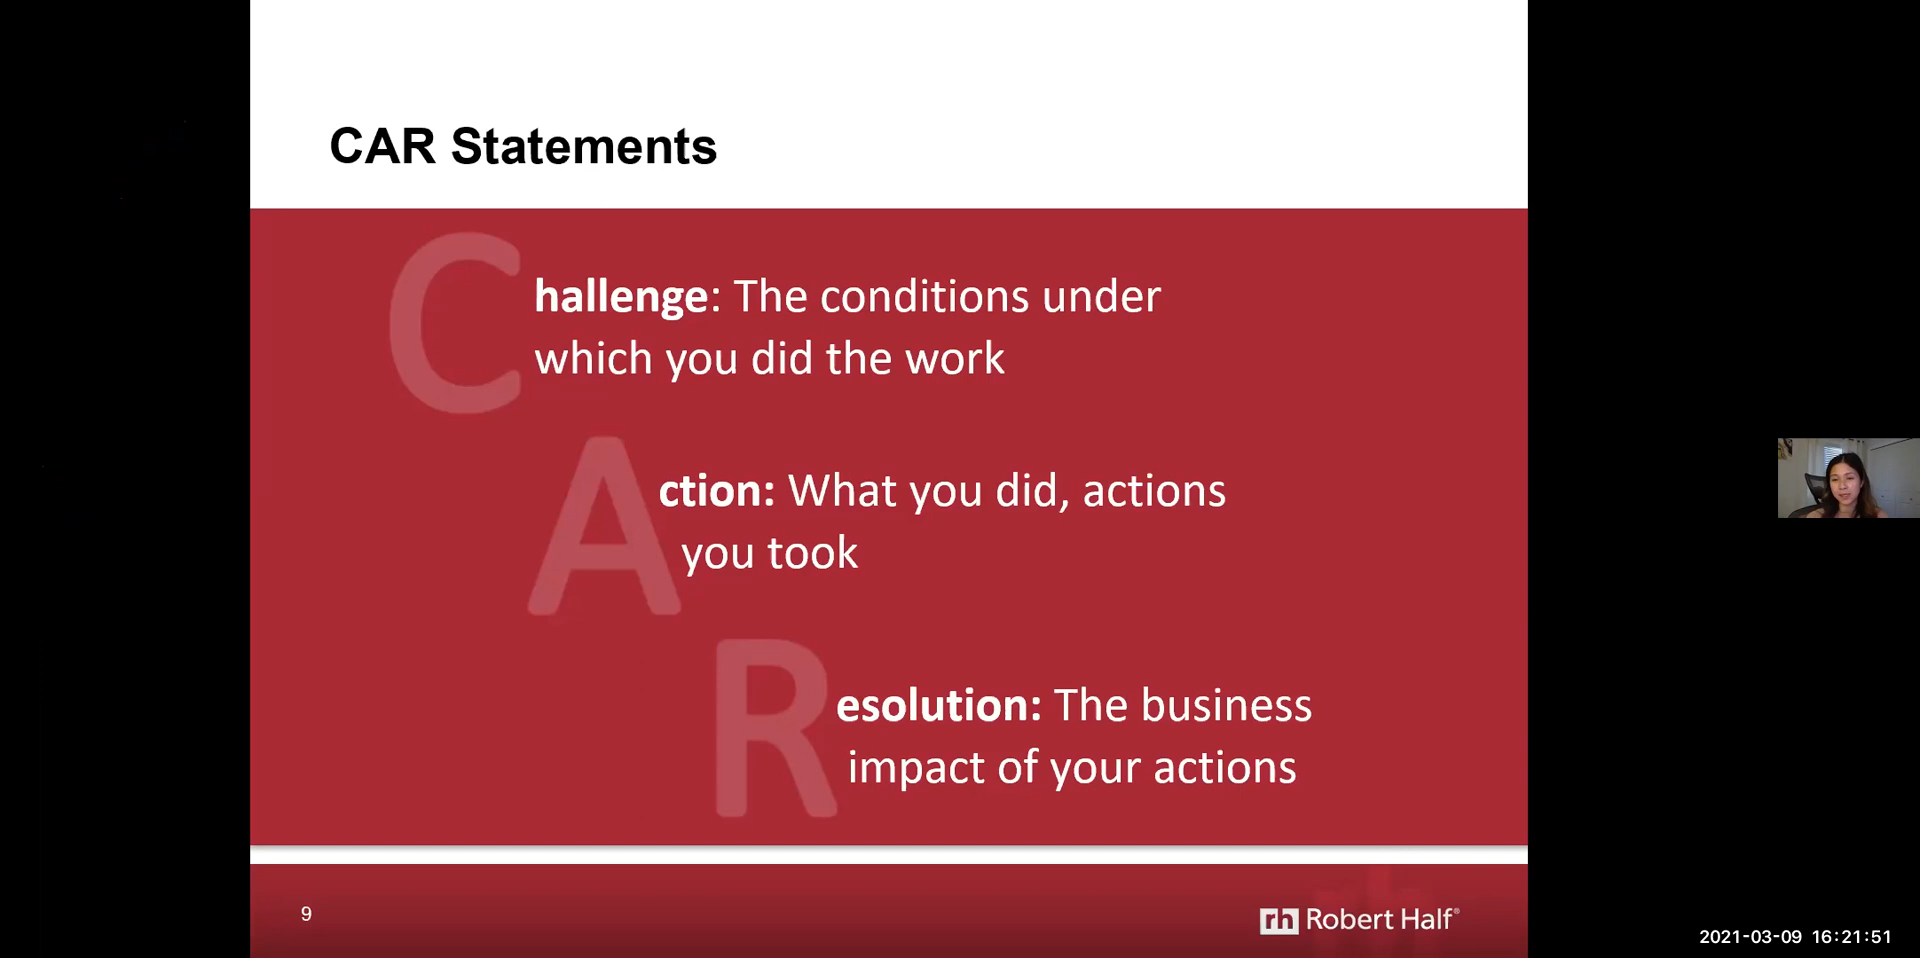 CAR Statements
Challenge: The conditions under
which you did the work
Action: What you did, actions
you took
Resolution: The business
impact of your actions
9
rh Robert Half®
2021-03-09 16:21:51